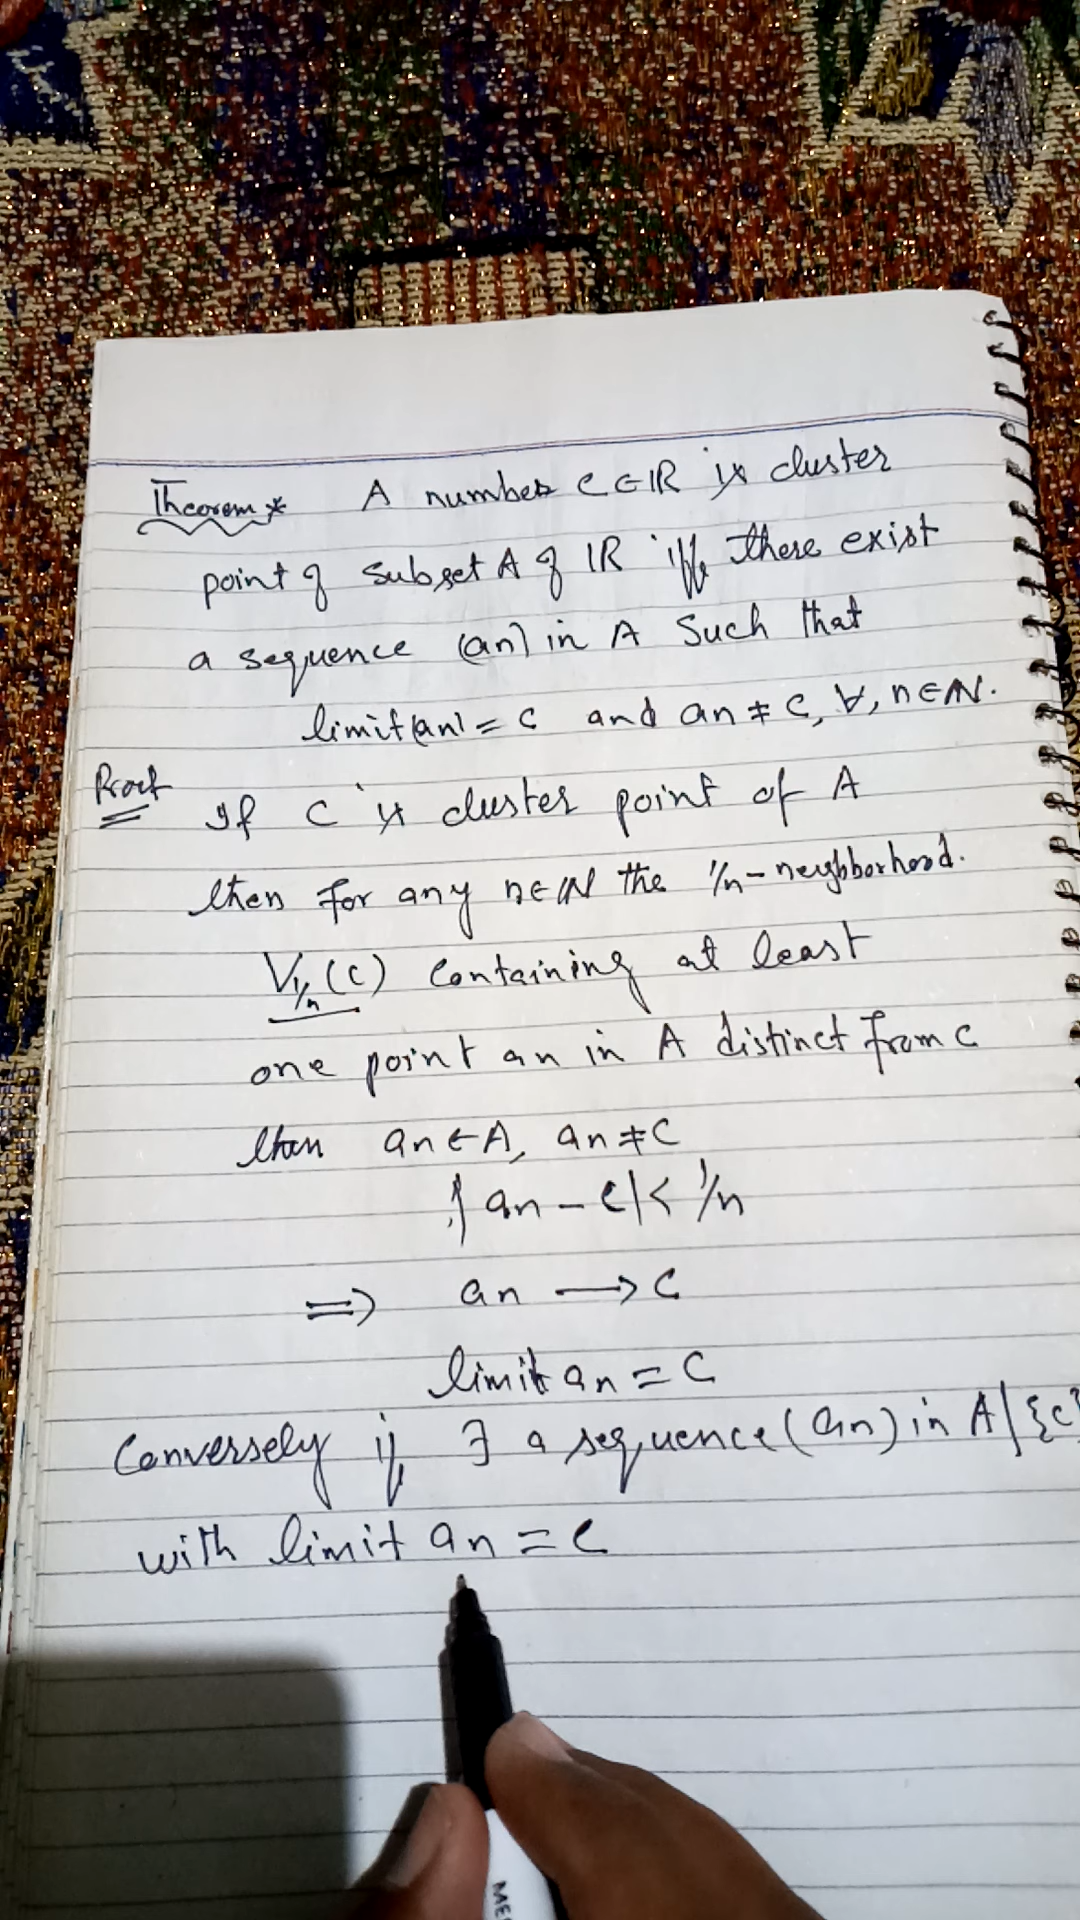 Theorem * A number C ∈ IR is cluster
point of subset A of IR iff there exist
a sequence (an) in A Such that
limit(an) = C and an ≠ C, ∀, n ∈ N.
Proof If C is cluster point of A
then for any n ∈ N the 1/n - neighborhood.
V1/n (C) Containing at least
one point an in A distinct from C
then an ∈ A, an ≠ C
| an - C| < 1/n
⇒ an → C
limit an = C
Conversely if ∃ a sequence (an) in A|{C}
with limit an = C